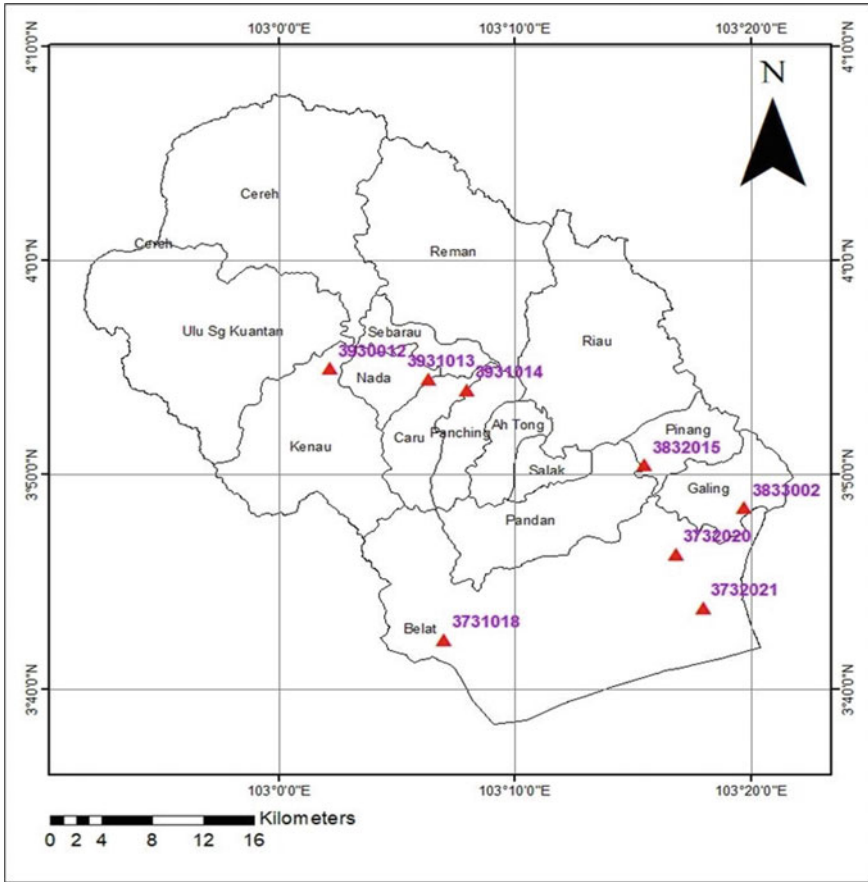 103°0'0"E
103°10'0"E
103°20'0"E
4°10'0"N
4°10'0"N
N
Cereh
Cereh
Reman
4°0'0"N
4°0'0"N
Ulu Sg Kuantan
Sebarau
Riau
3930012
3931013
3931014
Nada
Ah Tong
Pinang
Caru
Panching
Kenau
3832015
Salak
3°50'0"N
3°50'0"N
Galing
3833002
Pandan
3732020
3732021
Belat
3731018
3°40'0"N
3°40'0"N
103°0'0"E
103°10'0"E
103°20'0"E
Kilometers
0 2 4 8 12 16